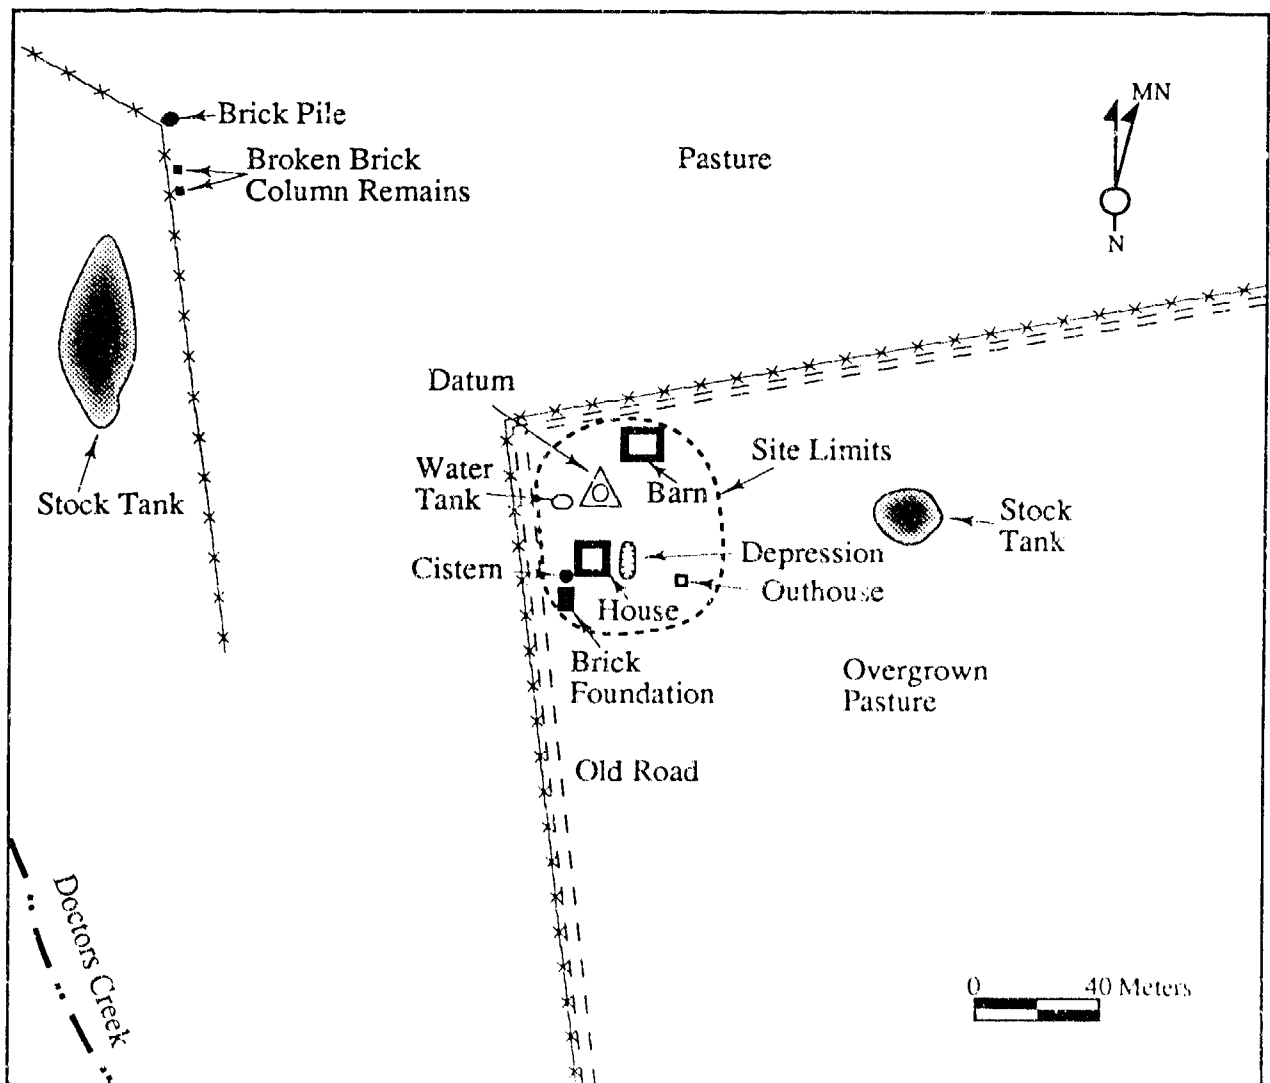 MN
Brick Pile
Broken Brick
Column Remains
Pasture
N
Datum
Site Limits
Water
Tank
Barn
Stock Tank
Stock
Tank
Depression
Cistern
Outhouse
House
Brick
Foundation
Overgrown
Pasture
Old Road
Doctors Creek
0 40 Meters